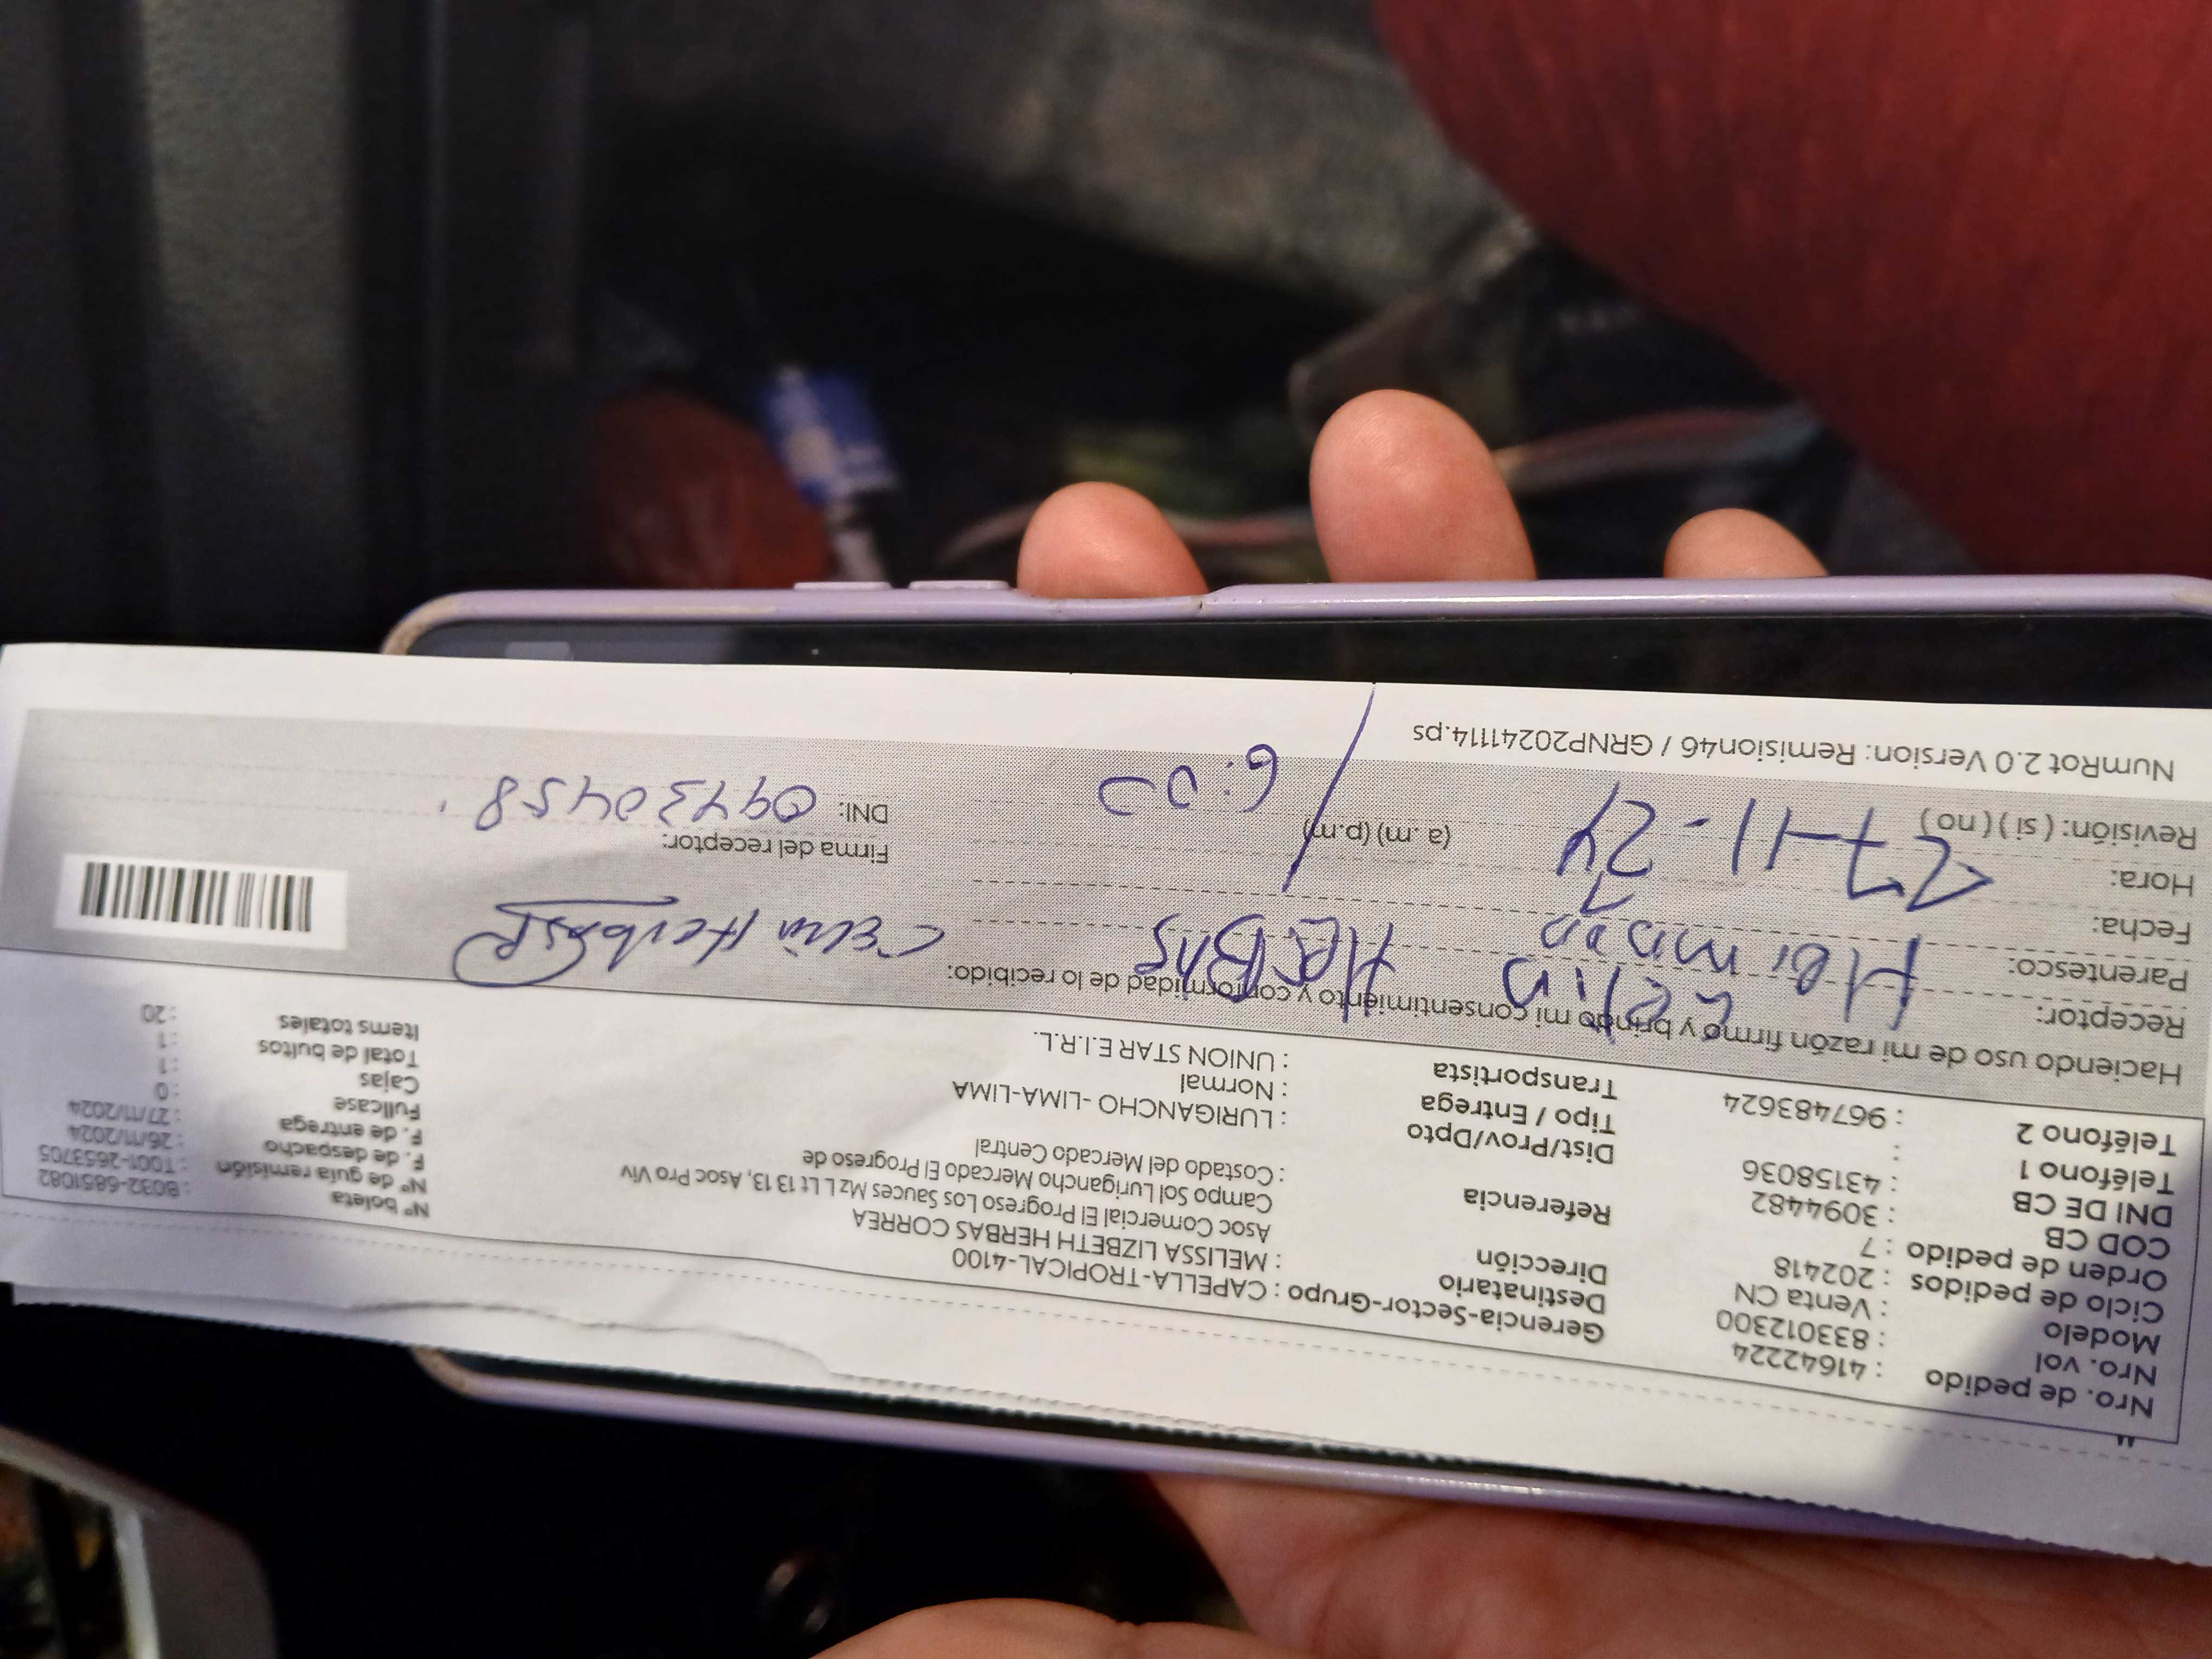 Nro. de pedido : 41642224
Nro. vol : 833012300
Modelo : Venta CN
Ciclo de pedidos : 202418
Orden de pedido : 7
COD CB : 3094482
DNI DE CB : 43158036
Teléfono 1 :
Teléfono 2 : 967483624
Gerencia-Sector-Grupo : CAPELLA-TROPICAL-4100
Destinatario : MELISSA LIZBETH HERBAS CORREA
Dirección Asoc Comercial El Progreso Los Sauces Mz L Lt 13 13, Asoc Pro Viv
Campo Sol Lurigancho Mercado El Progreso de
Referencia : Costado del Mercado Central
Dist/Prov/Dpto : LURIGANCHO - LIMA-LIMA
Tipo / Entrega : Normal
Transportista : UNION STAR E.I.R.L.
Nº boleta : B032-6851082
Nº de guía remisión : T001-2653705
F. de despacho : 26/11/2024
F. de entrega : 27/11/2024
Fullcase : 0
Cajas : 1
Total de bultos : 1
Items totales : 20
Haciendo uso de mi razón firmo y brindo mi consentimiento y conformidad de lo recibido:
Receptor: Celia HERBAS
Parentesco:
Fecha: 27-11-24
Hora: (a. m) (p.m) 6:00
Revisión: ( si ) ( no )
Celia Herbas
Firma del receptor:
DNI: 09430458
NumRot 2.0 Version: Remision46 / GRNP20241114.ps